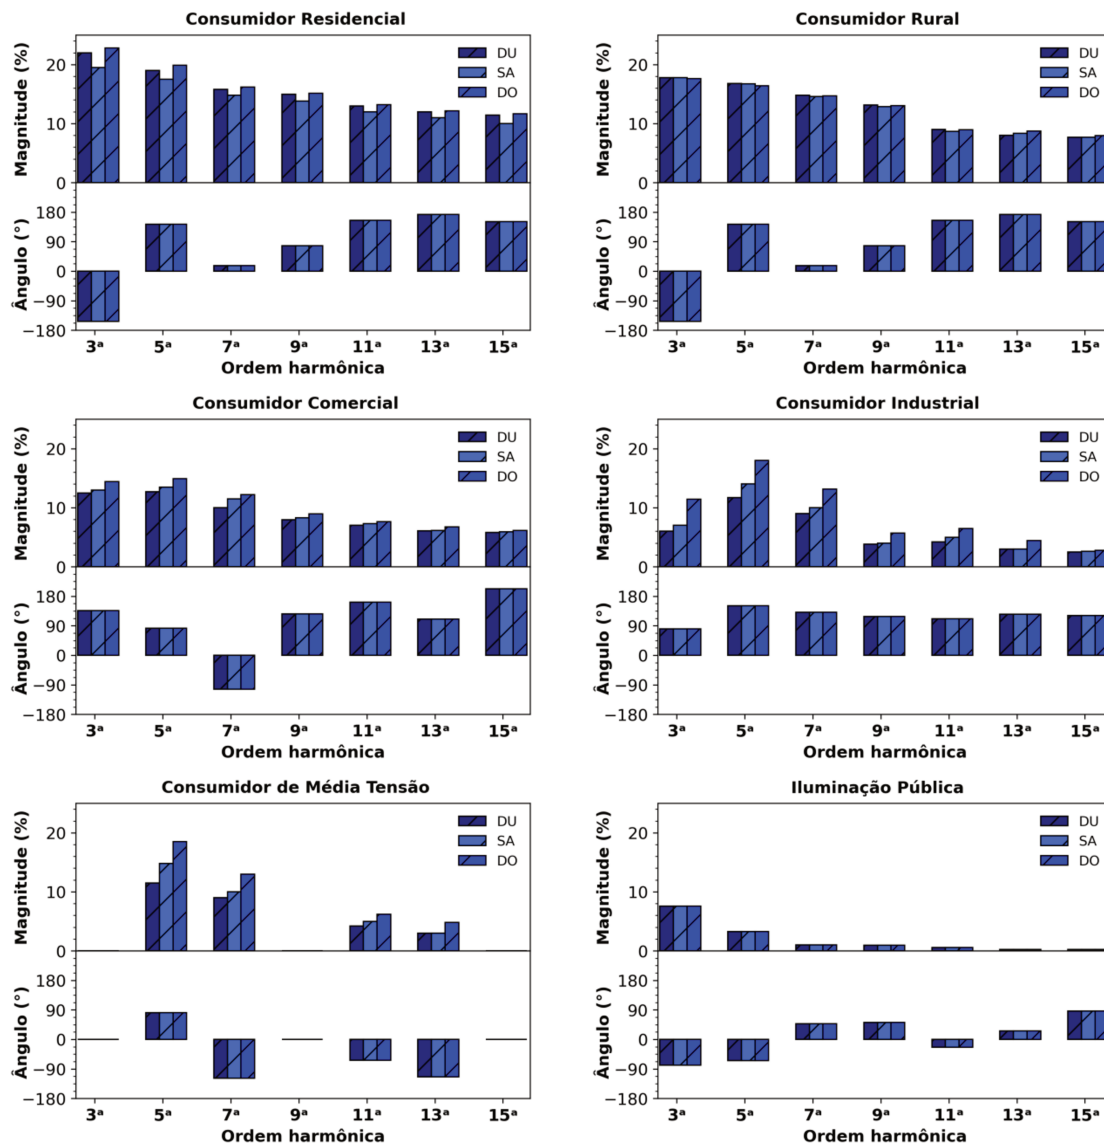 Consumidor Residencial
Magnitude (%)
20
10
0
DU
SA
DO
Ângulo (°)
180
90
0
−90
−180
3ª 5ª 7ª 9ª 11ª 13ª 15ª
Ordem harmônica
Consumidor Rural
Magnitude (%)
20
10
0
DU
SA
DO
Ângulo (°)
180
90
0
−90
−180
3ª 5ª 7ª 9ª 11ª 13ª 15ª
Ordem harmônica
Consumidor Comercial
Magnitude (%)
20
10
0
DU
SA
DO
Ângulo (°)
180
90
0
−90
−180
3ª 5ª 7ª 9ª 11ª 13ª 15ª
Ordem harmônica
Consumidor Industrial
Magnitude (%)
20
10
0
DU
SA
DO
Ângulo (°)
180
90
0
−90
−180
3ª 5ª 7ª 9ª 11ª 13ª 15ª
Ordem harmônica
Consumidor de Média Tensão
Magnitude (%)
20
10
0
DU
SA
DO
Ângulo (°)
180
90
0
−90
−180
3ª 5ª 7ª 9ª 11ª 13ª 15ª
Ordem harmônica
Iluminação Pública
Magnitude (%)
20
10
0
DU
SA
DO
Ângulo (°)
180
90
0
−90
−180
3ª 5ª 7ª 9ª 11ª 13ª 15ª
Ordem harmônica